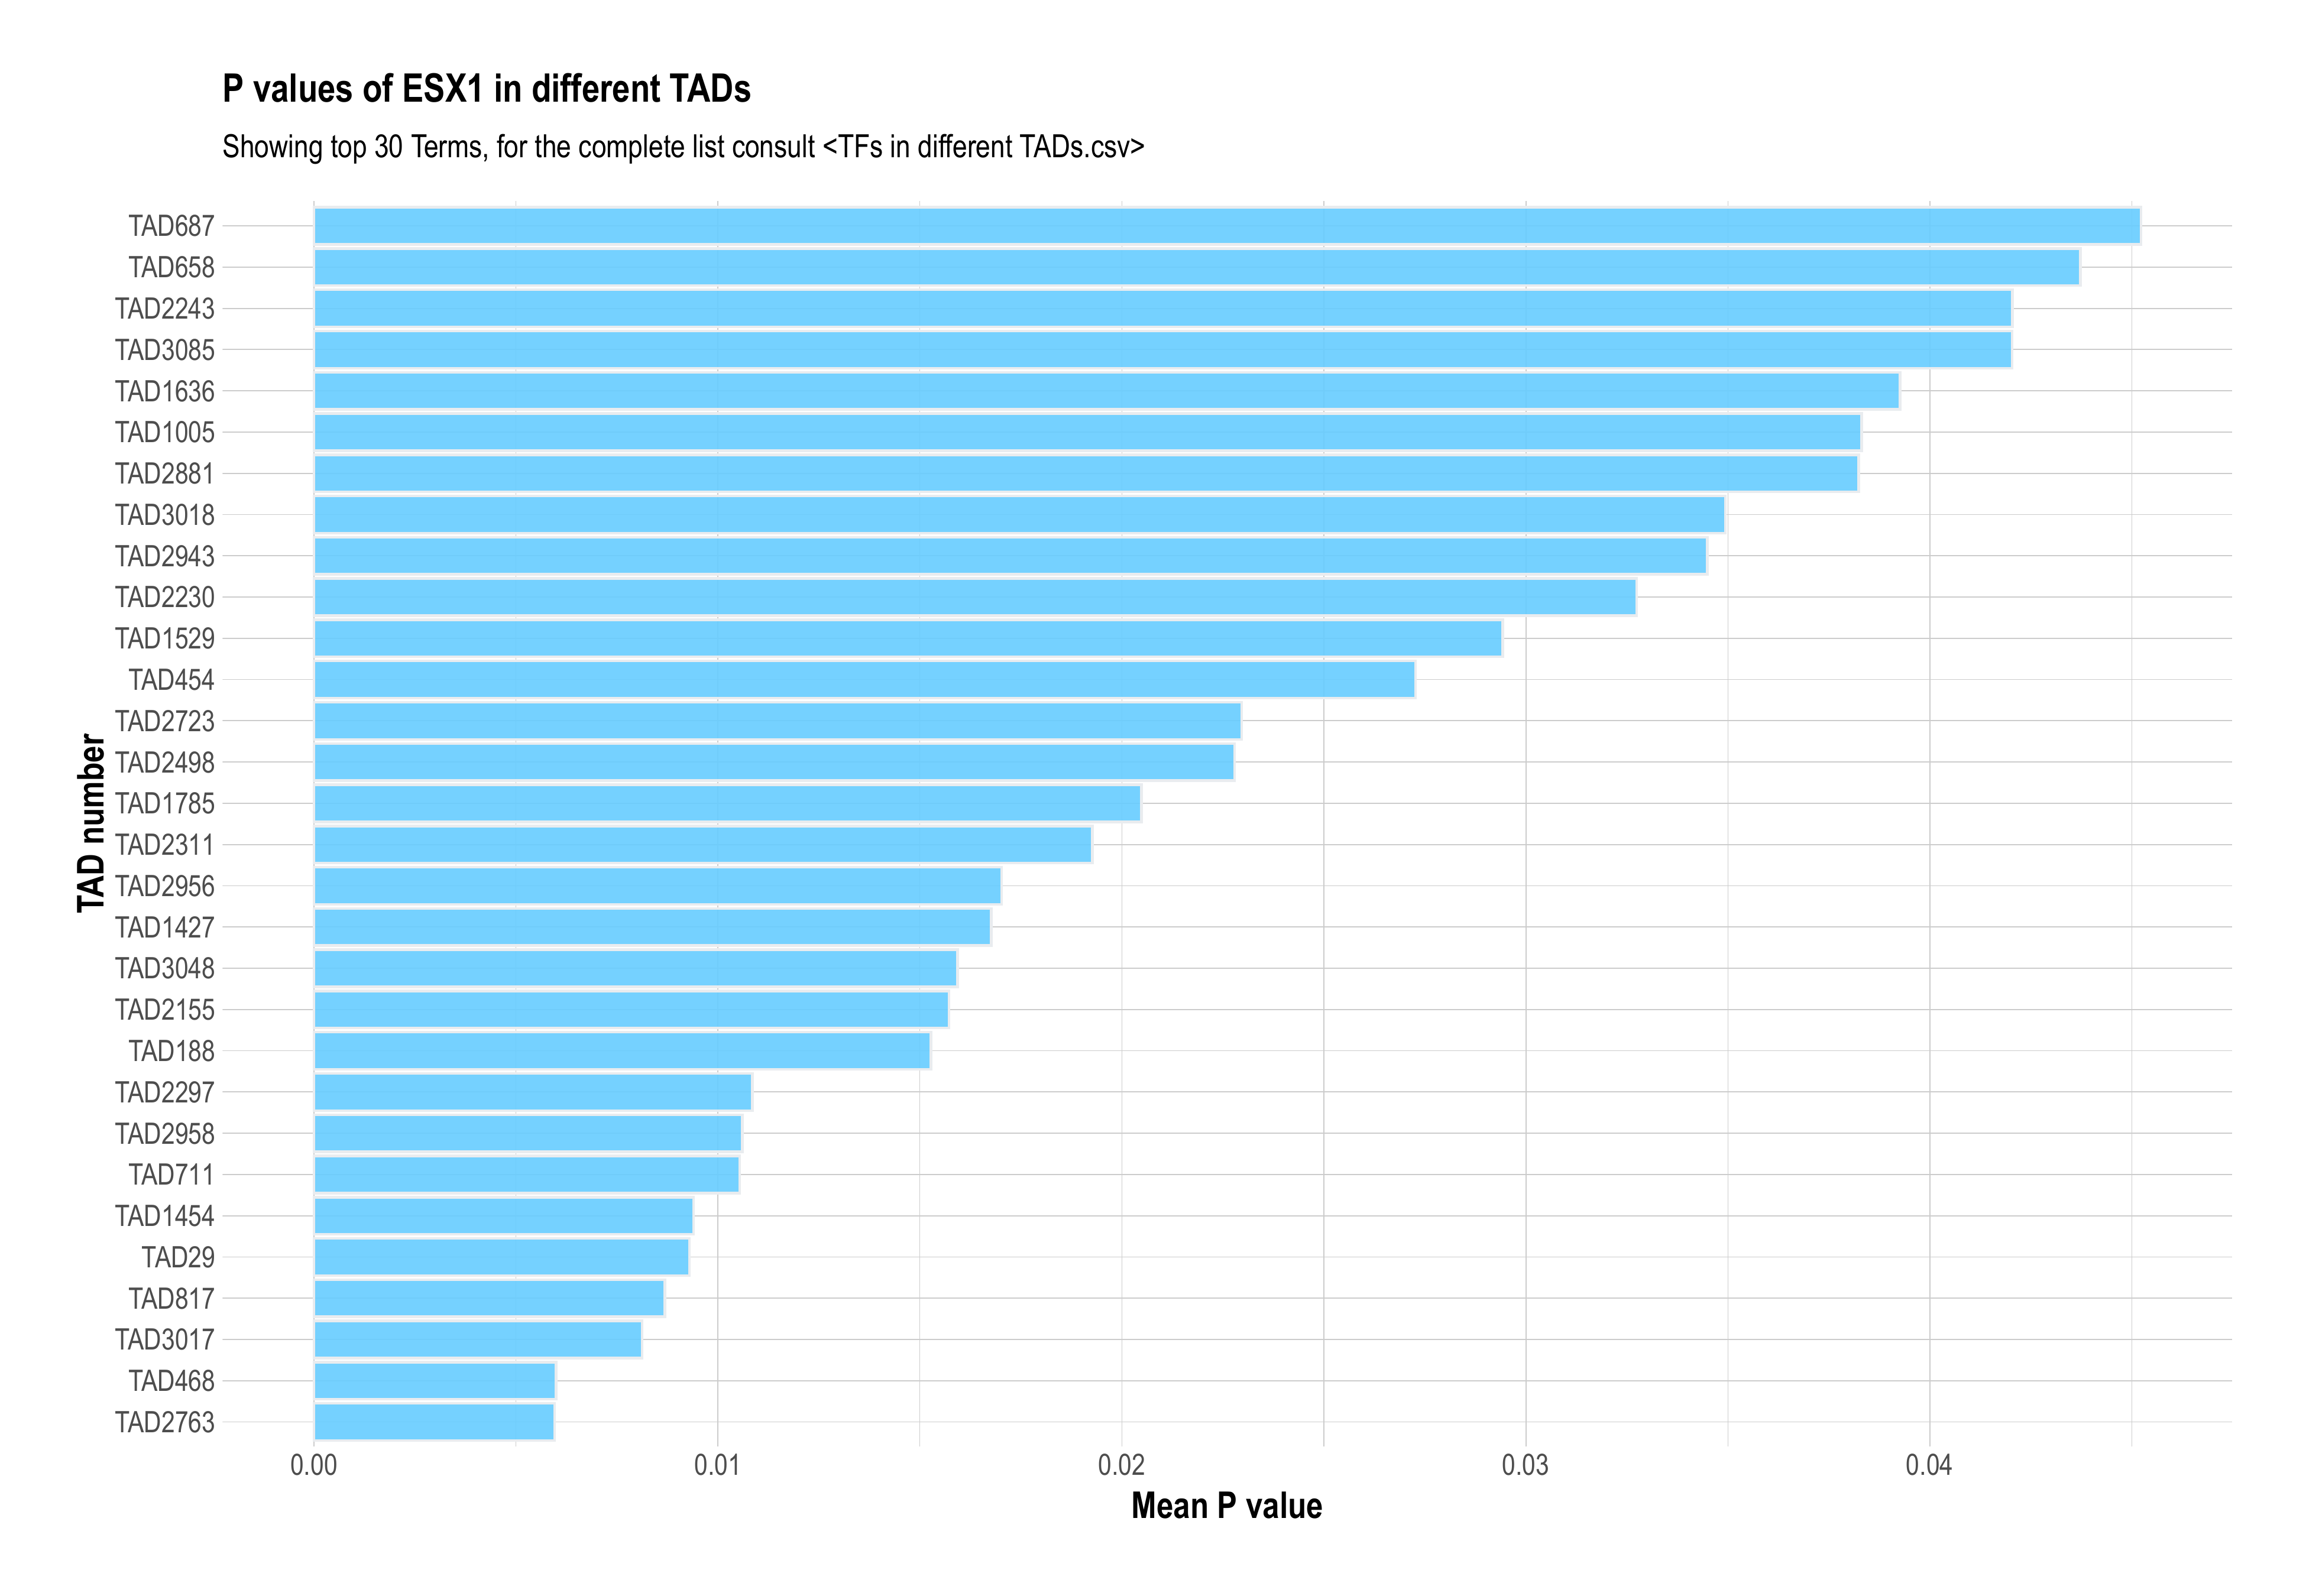 P values of ESX1 in different TADs
Showing top 30 Terms, for the complete list consult <TFs in different TADs.csv>
TAD687
TAD658
TAD2243
TAD3085
TAD1636
TAD1005
TAD2881
TAD3018
TAD2943
TAD2230
TAD1529
TAD454
TAD2723
TAD2498
TAD1785
TAD2311
TAD2956
TAD1427
TAD3048
TAD2155
TAD188
TAD2297
TAD2958
TAD711
TAD1454
TAD29
TAD817
TAD3017
TAD468
TAD2763
TAD number
0.00 0.01 0.02 0.03 0.04
Mean P value